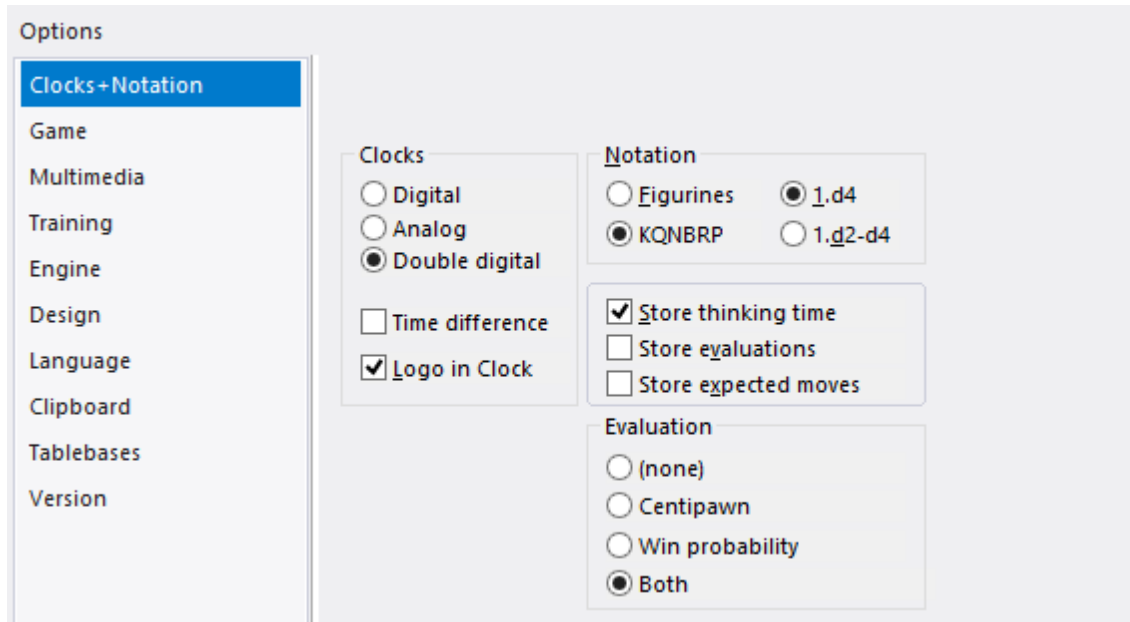 Options
Clocks+Notation
Game
Multimedia
Training
Engine
Design
Language
Clipboard
Tablebases
Version
Clocks
Digital
Analog
Double digital
Time difference
Logo in Clock
Notation
Figurines 1.d4
KQNBRP 1.d2-d4
Store thinking time
Store evaluations
Store expected moves
Evaluation
(none)
Centipawn
Win probability
Both